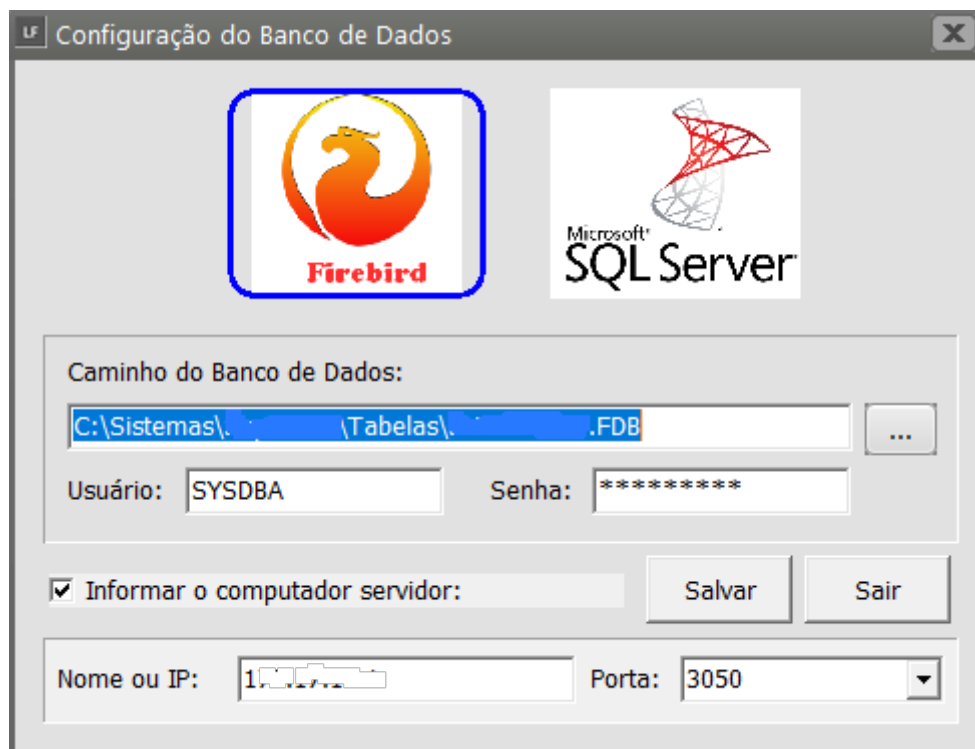 LF Configuração do Banco de Dados
Firebird
Microsoft
SQL Server
Caminho do Banco de Dados:
C:\Sistemas\ \Tabelas\ .FDB
...
Usuário: SYSDBA Senha: *********
Informar o computador servidor: Salvar Sair
Nome ou IP: Porta: 3050